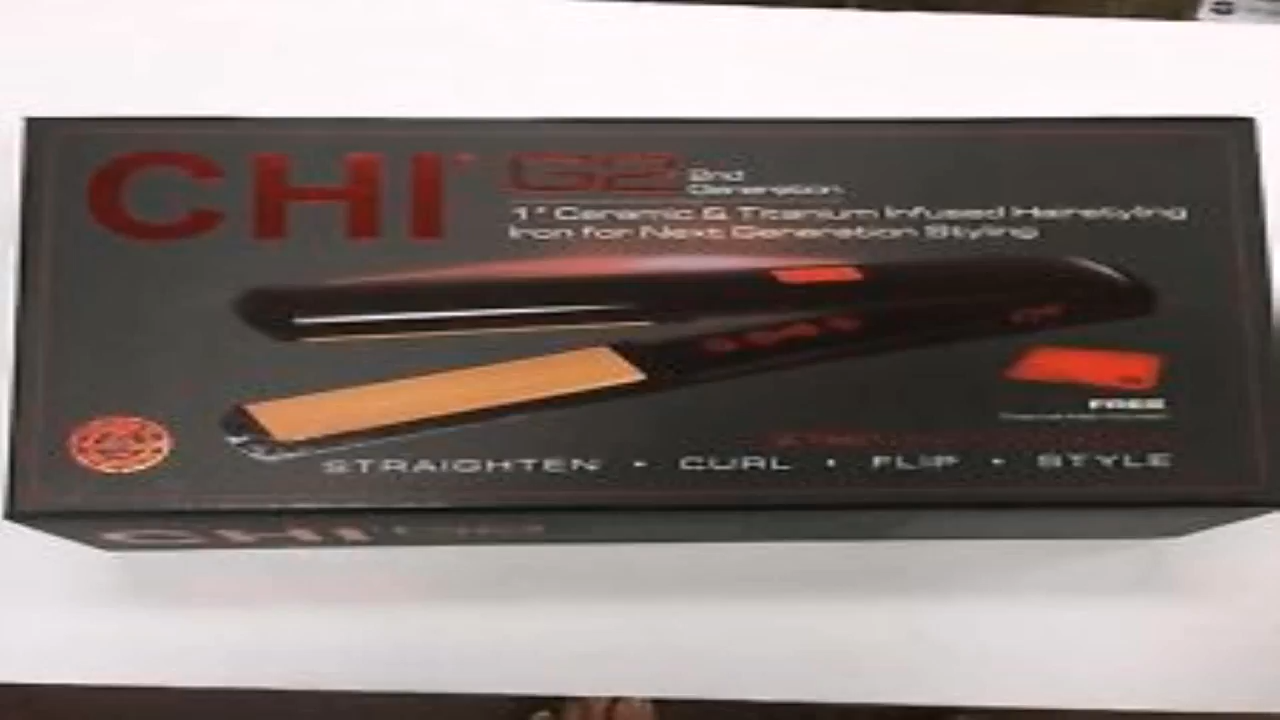 CHI G2 2nd
Generation
1" Ceramic & Titanium Infused Hairstyling
Iron for Next Generation Styling
FREE
STRAIGHTEN • CURL • FLIP • STYLE
CHI